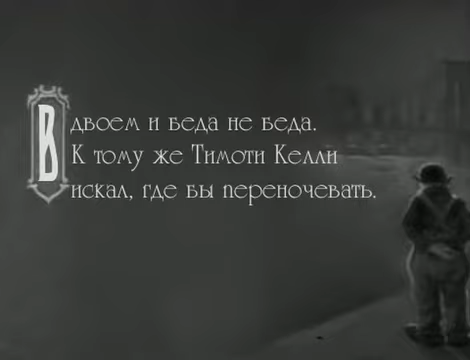 Вдвоем и беда не беда.
К тому же Тимоти Келли
искал, где бы переночевать.